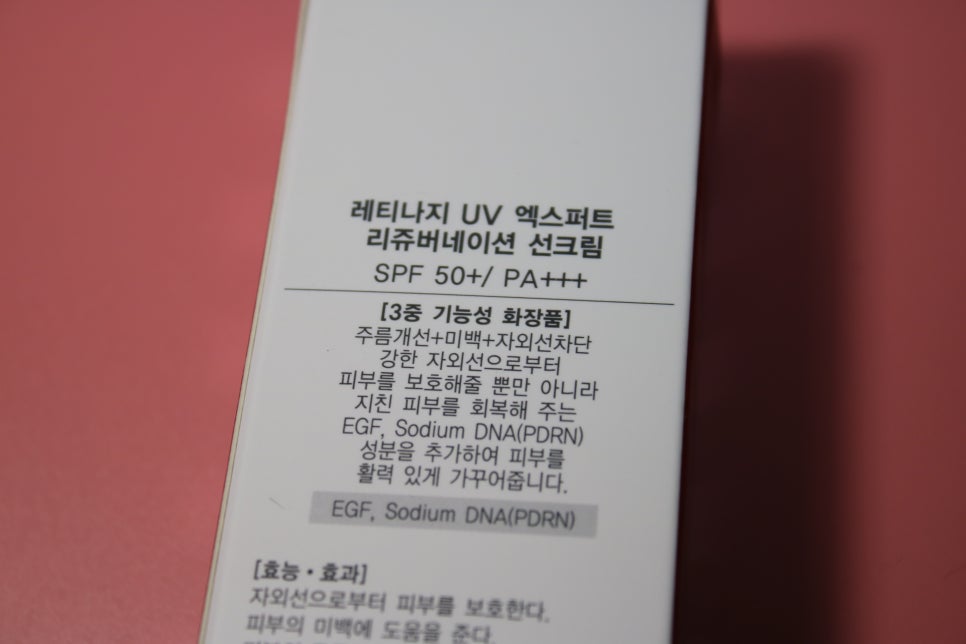 레티나지 UV 엑스퍼트
리쥬버네이션 선크림
SPF 50+/ PA+++
[3중 기능성 화장품]
주름개선+미백+자외선차단
강한 자외선으로부터
피부를 보호해줄 뿐만 아니라
지친 피부를 회복해 주는
EGF, Sodium DNA(PDRN)
성분을 추가하여 피부를
활력 있게 가꾸어줍니다.
EGF, Sodium DNA(PDRN)
[효능・효과]
자외선으로부터 피부를 보호한다.
피부의 미백에 도움을 준다.